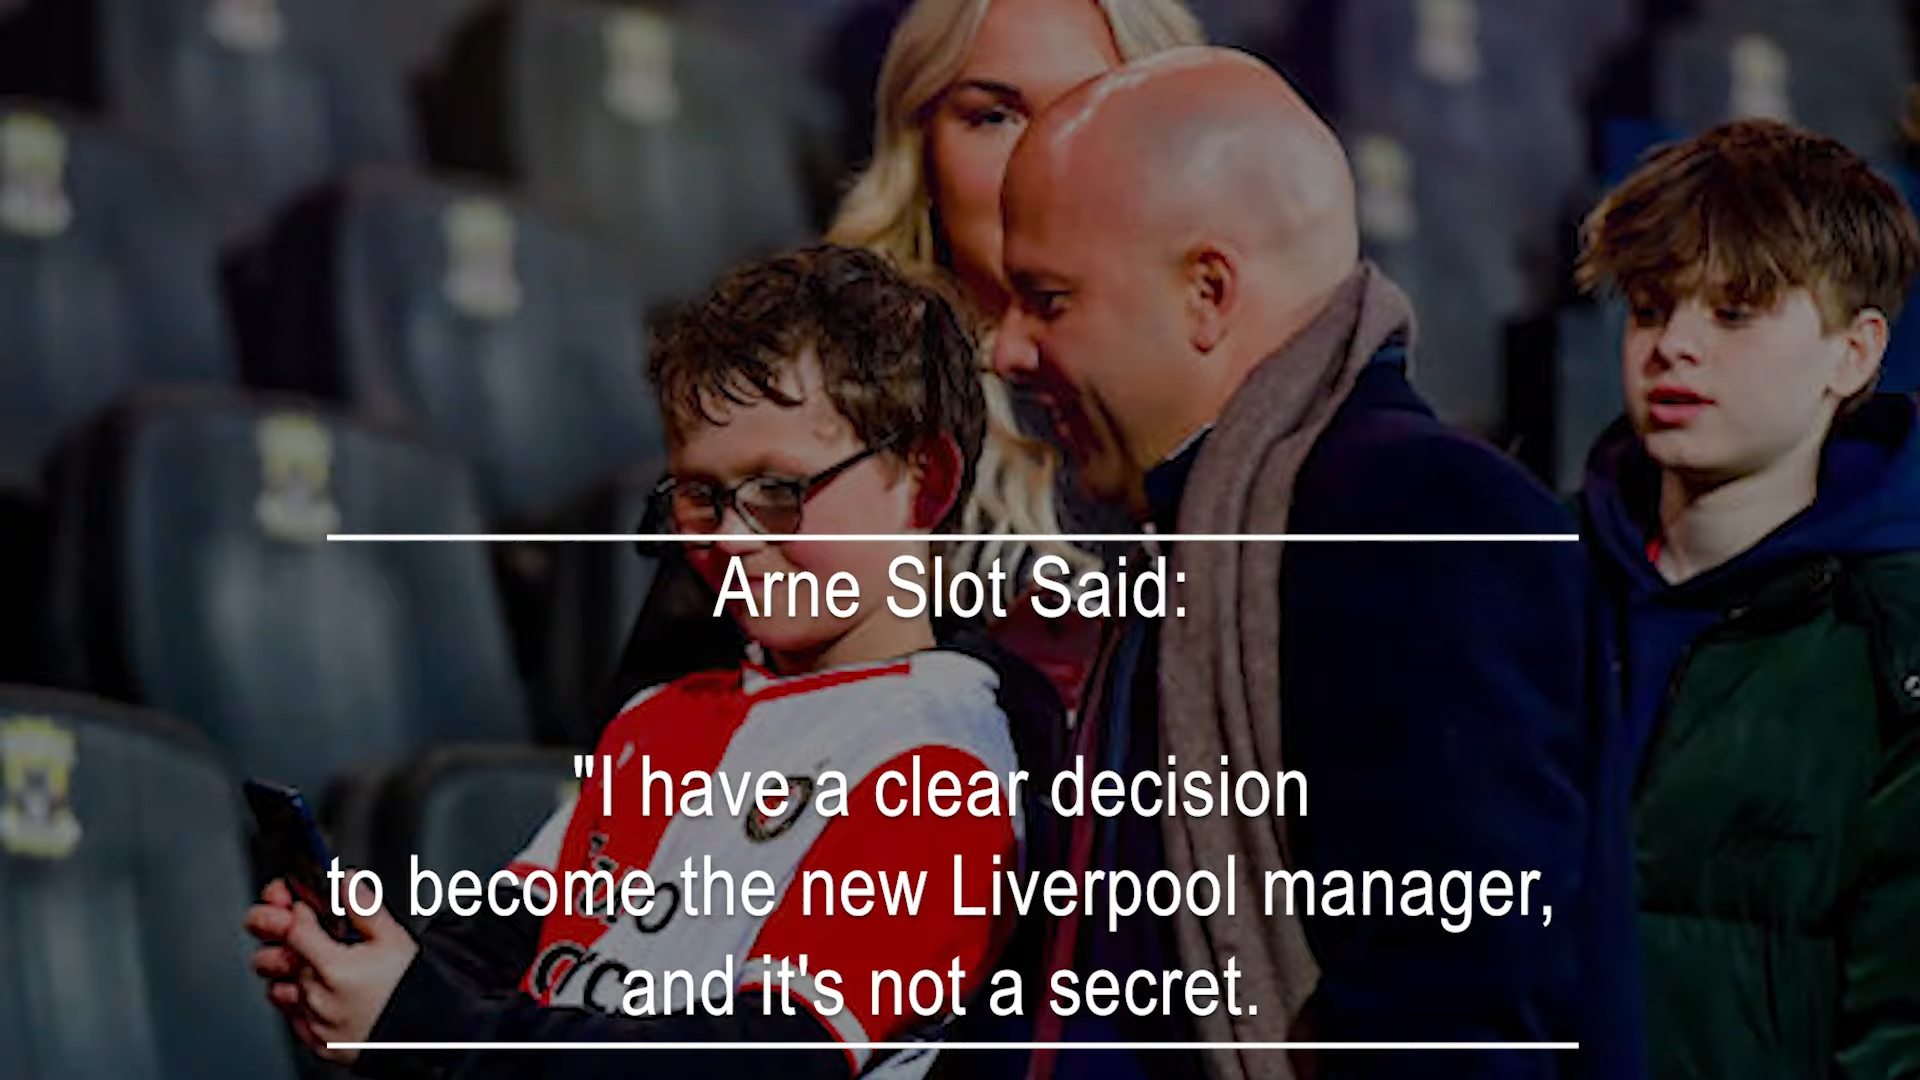 Arne Slot Said:
"I have a clear decision
to become the new Liverpool manager,
and it's not a secret.